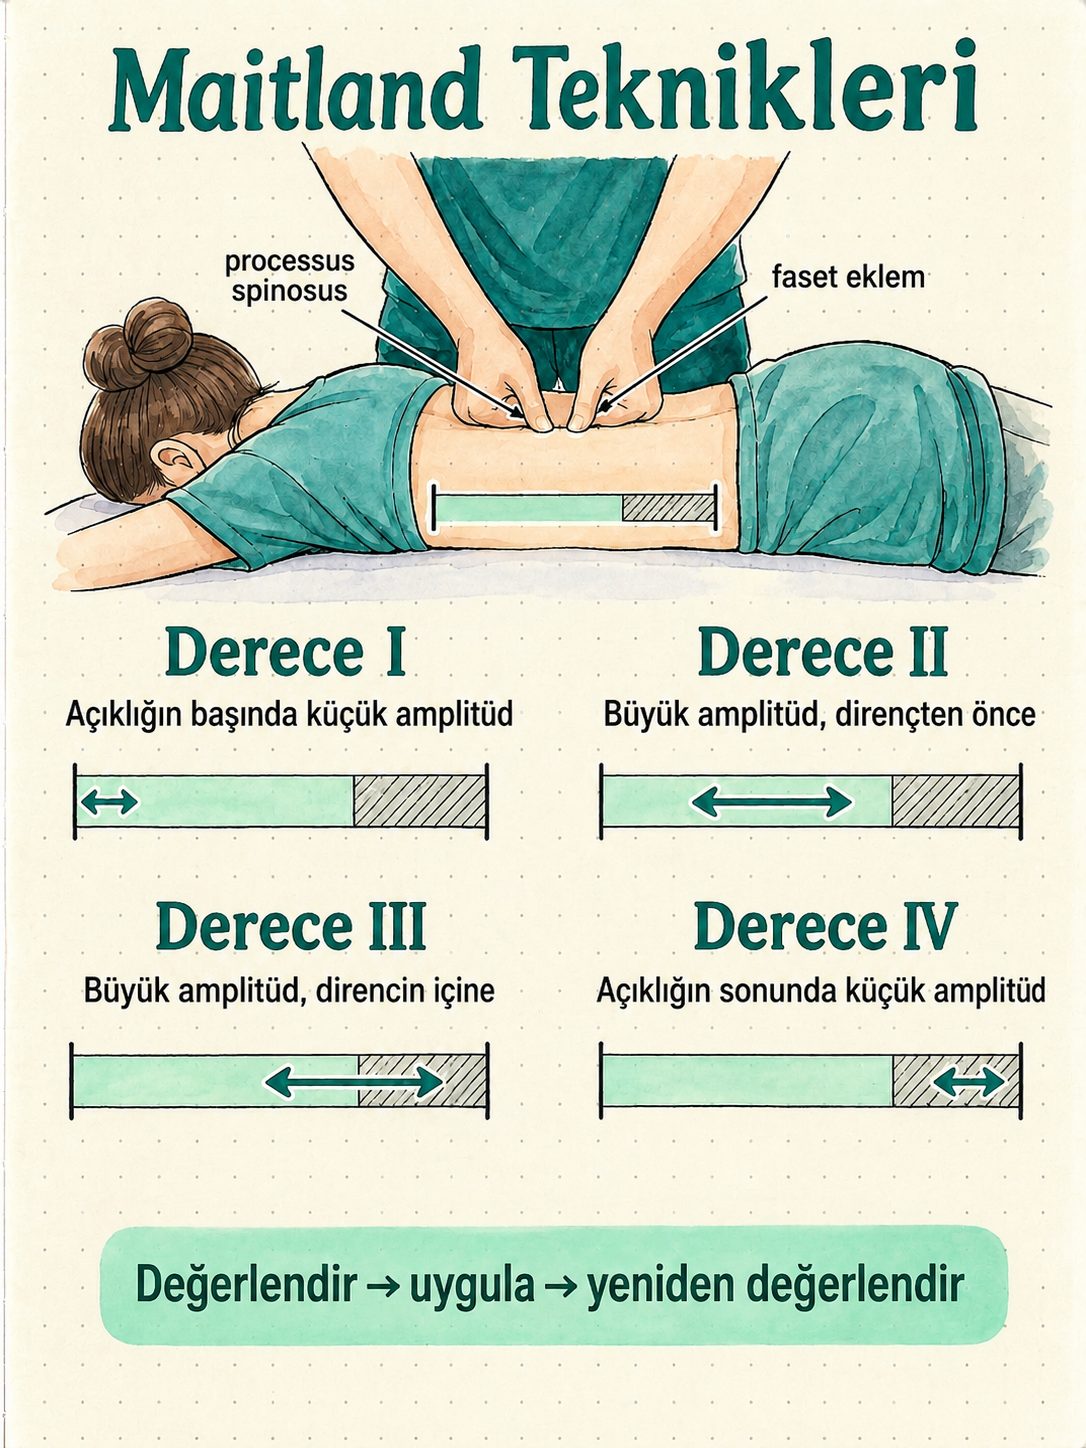 Maitland Teknikleri
processus
spinosus
faset eklem
Derece I
Açıklığın başında küçük amplitüd
Derece II
Büyük amplitüd, dirençten önce
Derece III
Büyük amplitüd, direncin içine
Derece IV
Açıklığın sonunda küçük amplitüd
Değerlendir → uygula → yeniden değerlendir